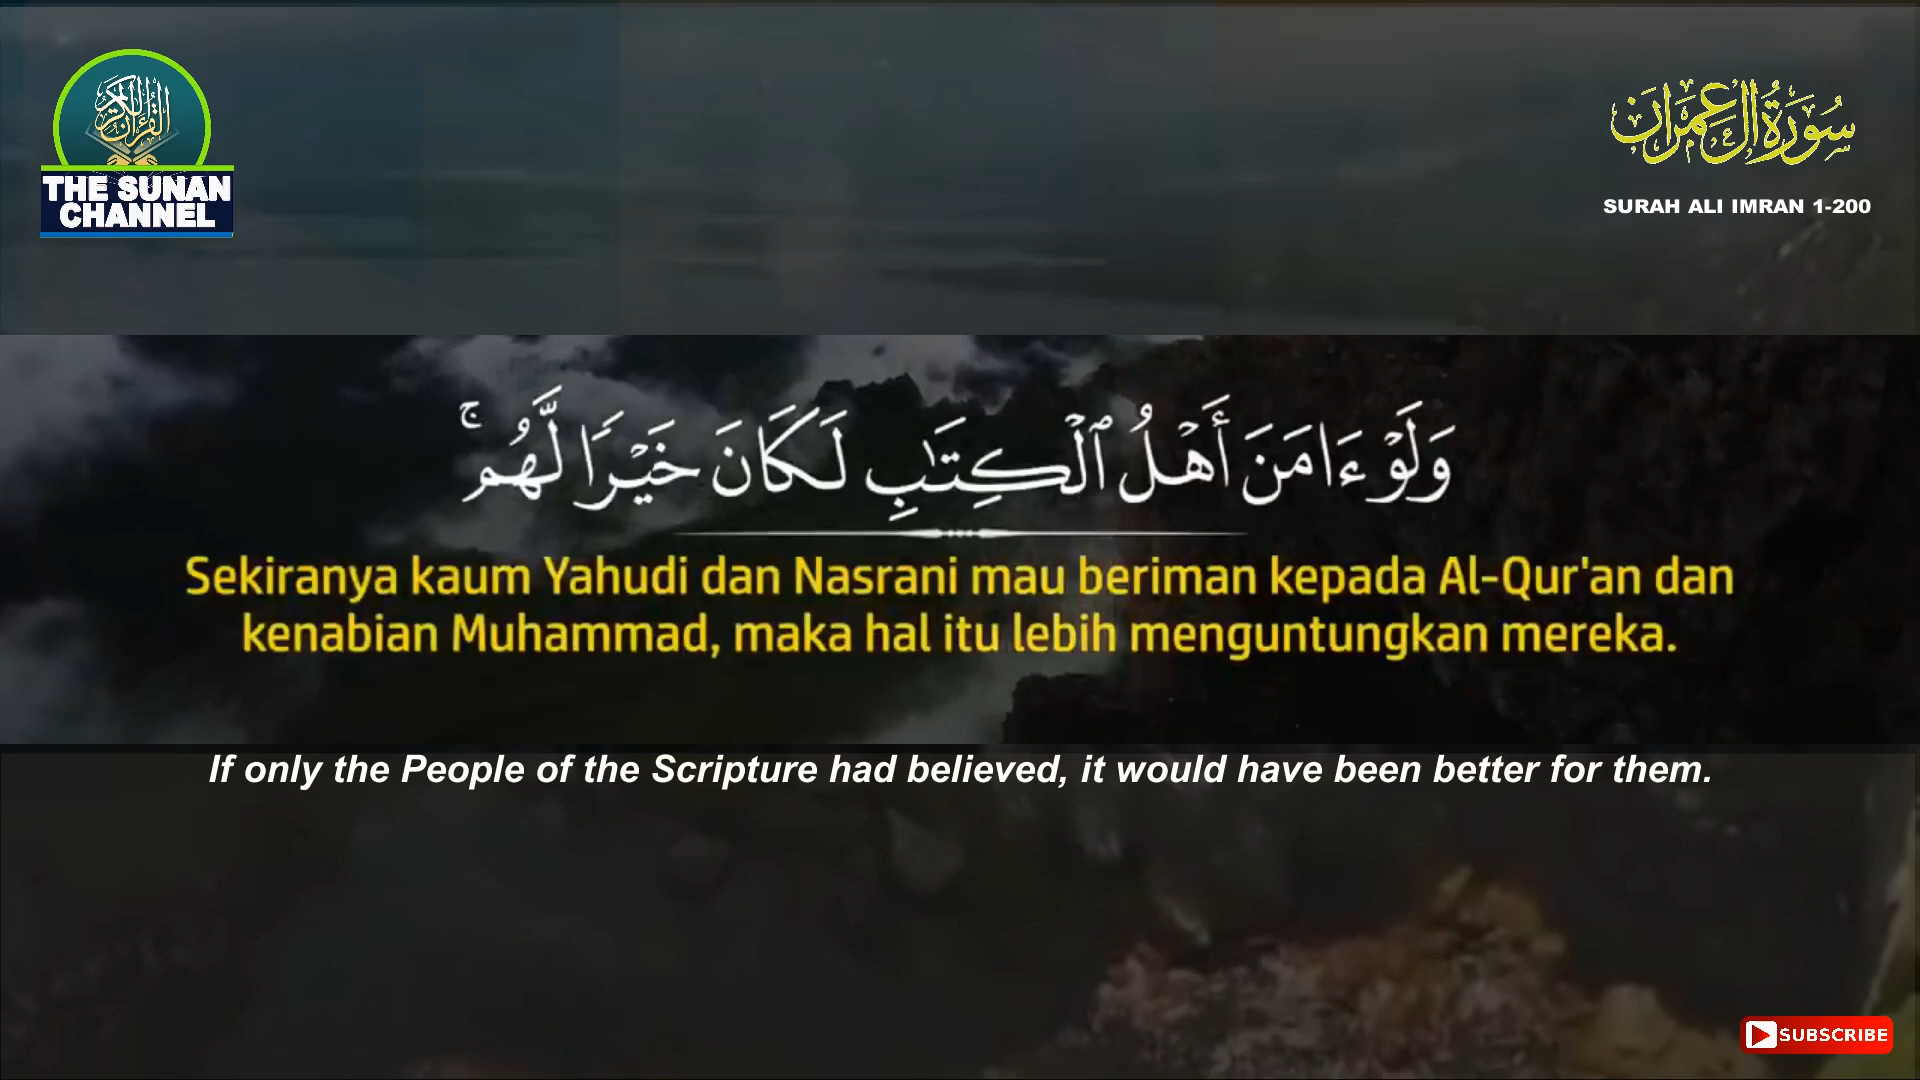 القرآن الكريم
THE SUNAN
CHANNEL
سُورَةُ آل عِمْرَان
SURAH ALI IMRAN 1-200
وَلَوۡ ءَامَنَ أَهۡلُ ٱلۡكِتَٰبِ لَكَانَ خَيۡرٗا لَّهُمۚ
Sekiranya kaum Yahudi dan Nasrani mau beriman kepada Al-Qur'an dan
kenabian Muhammad, maka hal itu lebih menguntungkan mereka.
If only the People of the Scripture had believed, it would have been better for them.
SUBSCRIBE